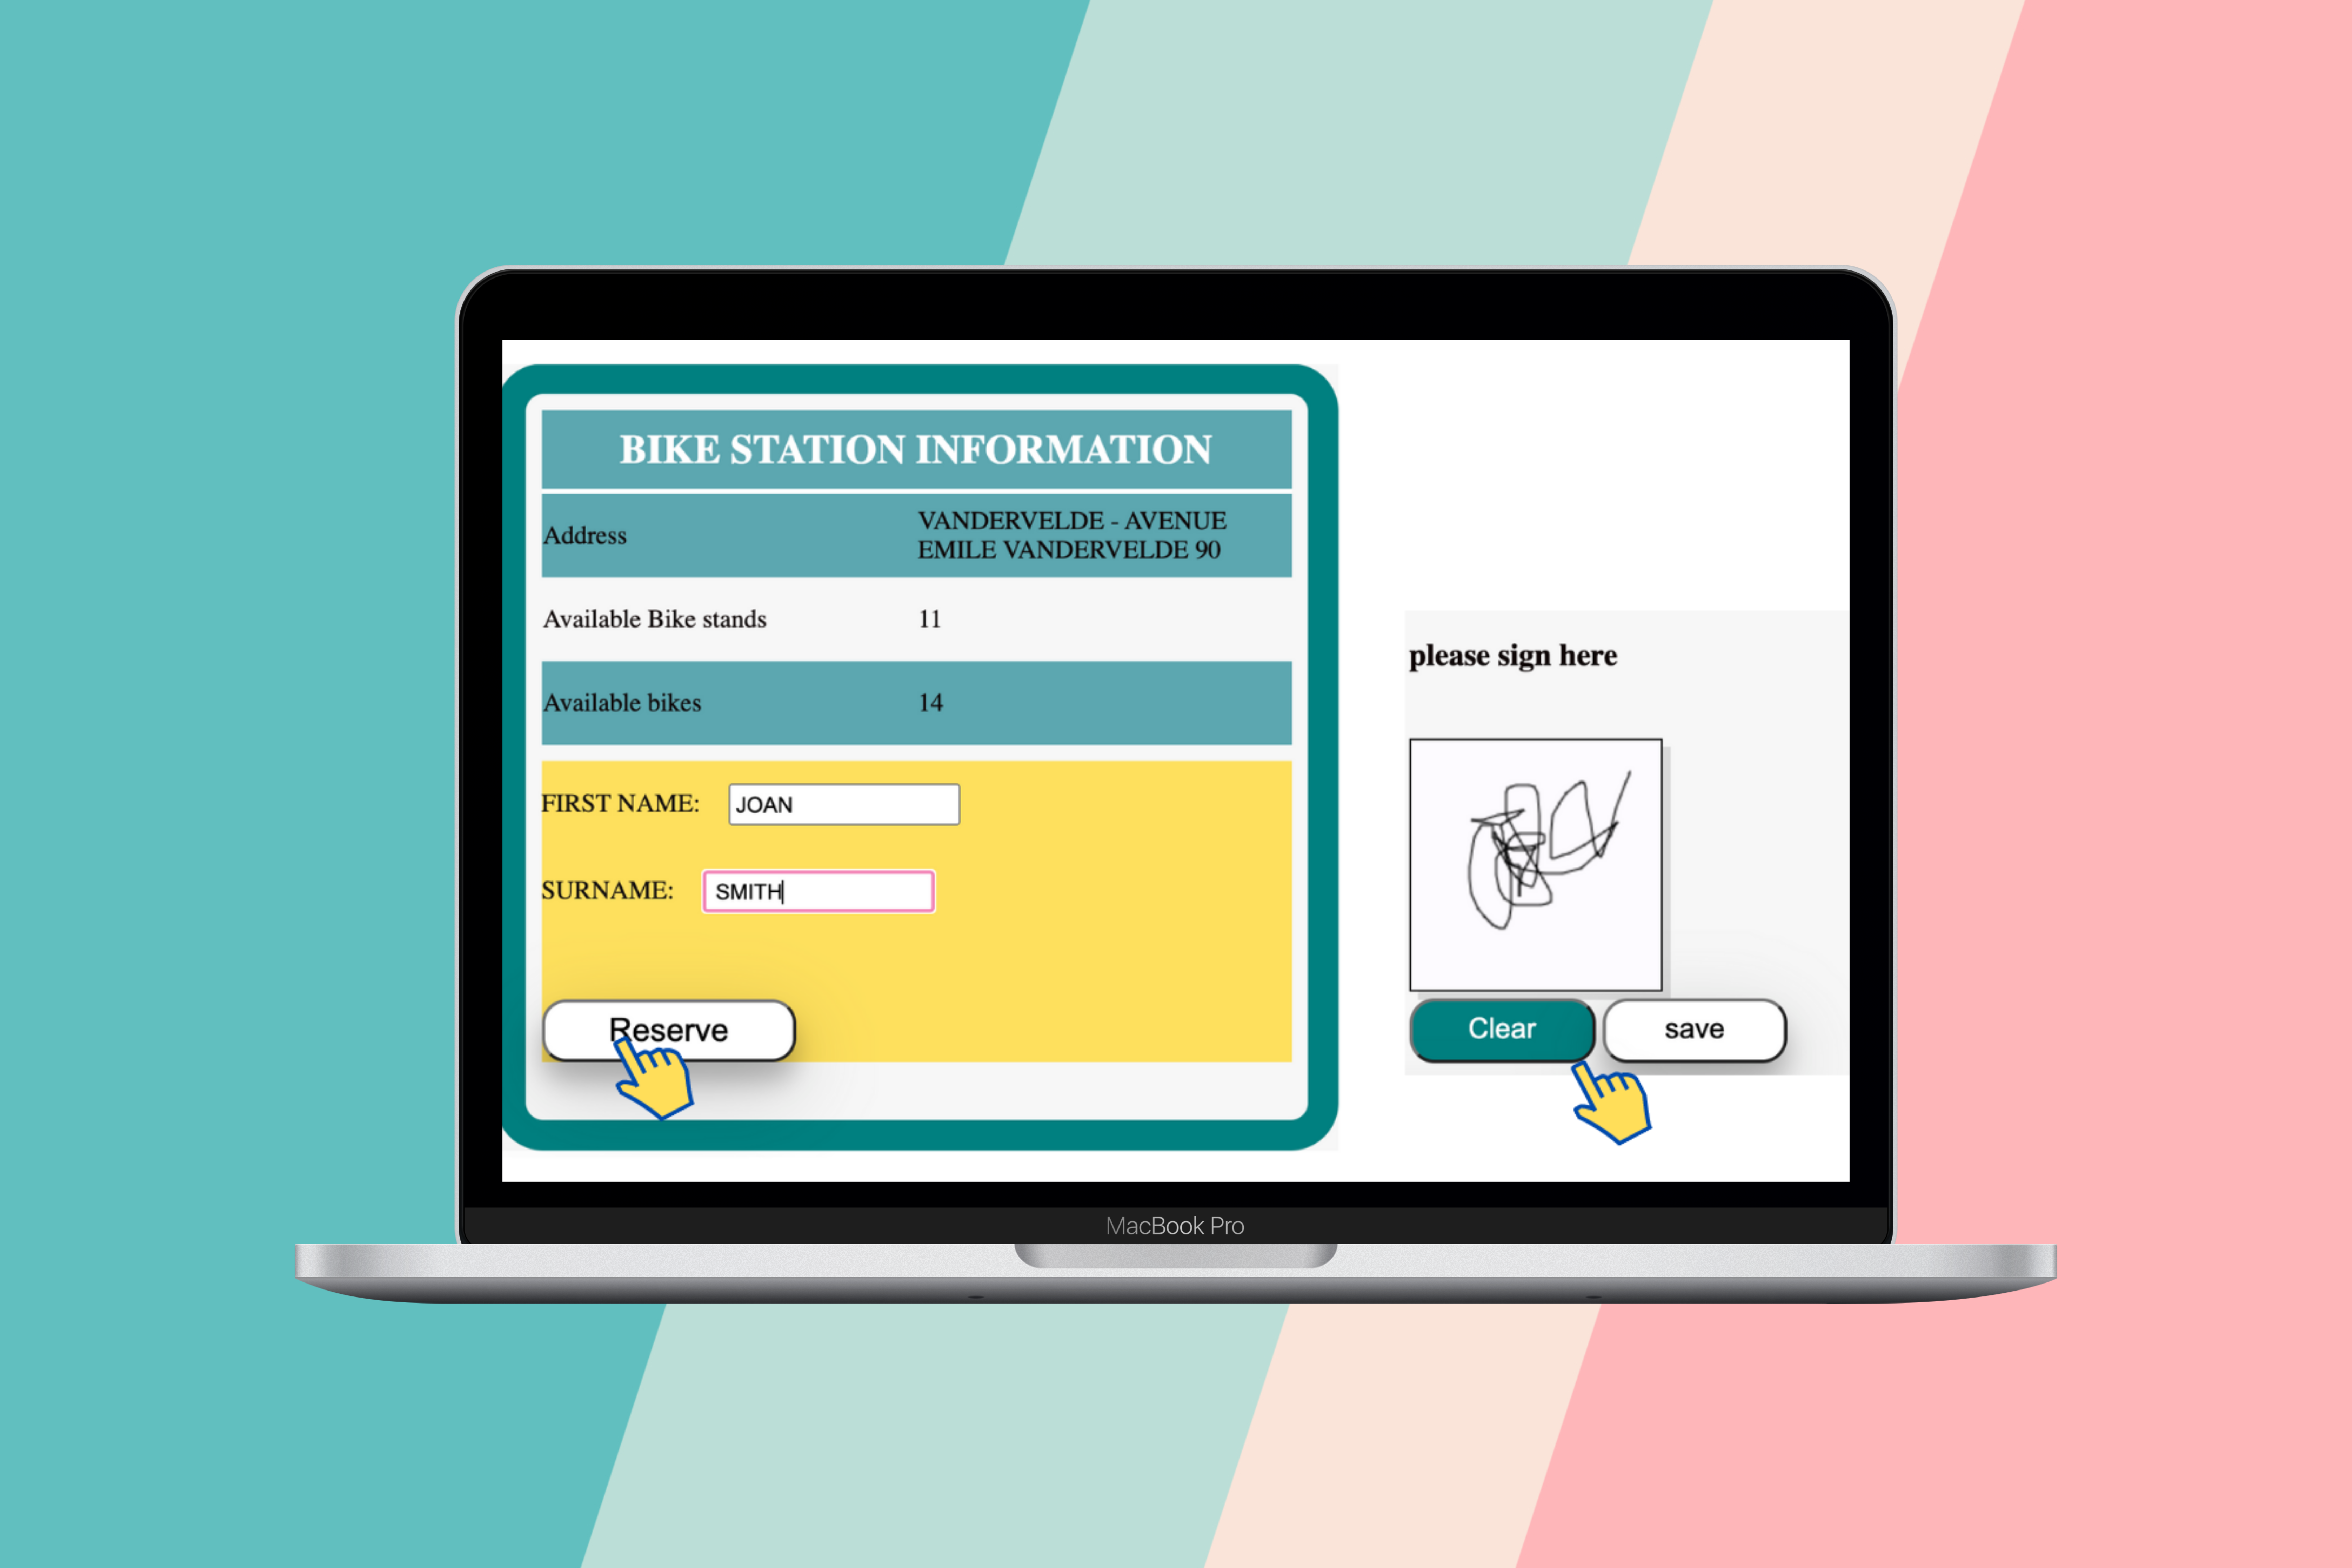 BIKE STATION INFORMATION
Address
VANDERVELDE - AVENUE
EMILE VANDERVELDE 90
Available Bike stands 11
Available bikes 14
FIRST NAME: JOAN
SURNAME: SMITH
Reserve
please sign here
Clear save
MacBook Pro